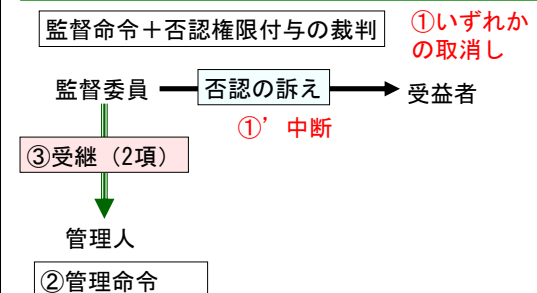 監督命令+否認権限付与の裁判
①いずれか
の取消し
監督委員
否認の訴え
受益者
①’中断
③受継(2項)
管理人
②管理命令